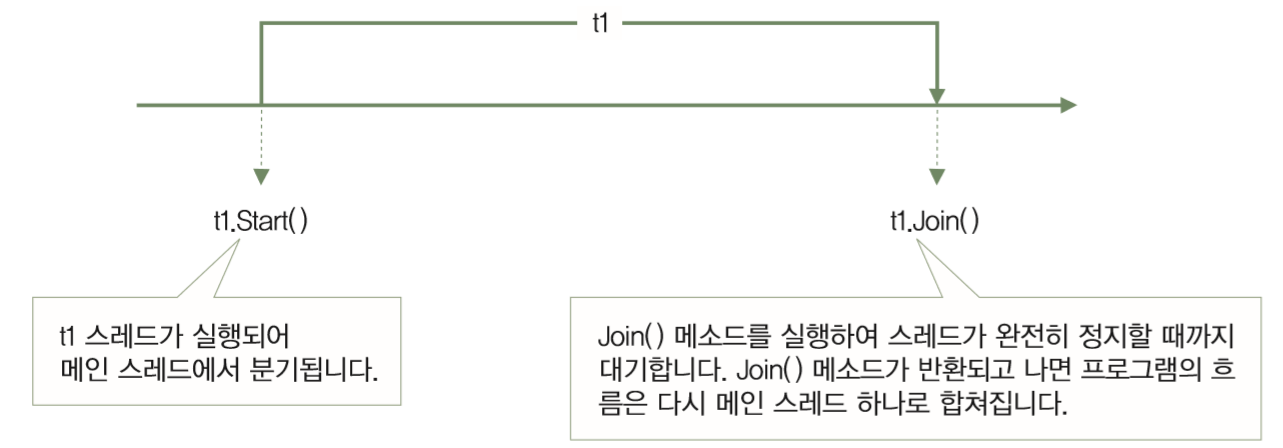 t1
t1.Start()
t1.Join()
t1 스레드가 실행되어
메인 스레드에서 분기됩니다.
Join() 메소드를 실행하여 스레드가 완전히 정지할 때까지
대기합니다. Join() 메소드가 반환되고 나면 프로그램의 흐
름은 다시 메인 스레드 하나로 합쳐집니다.